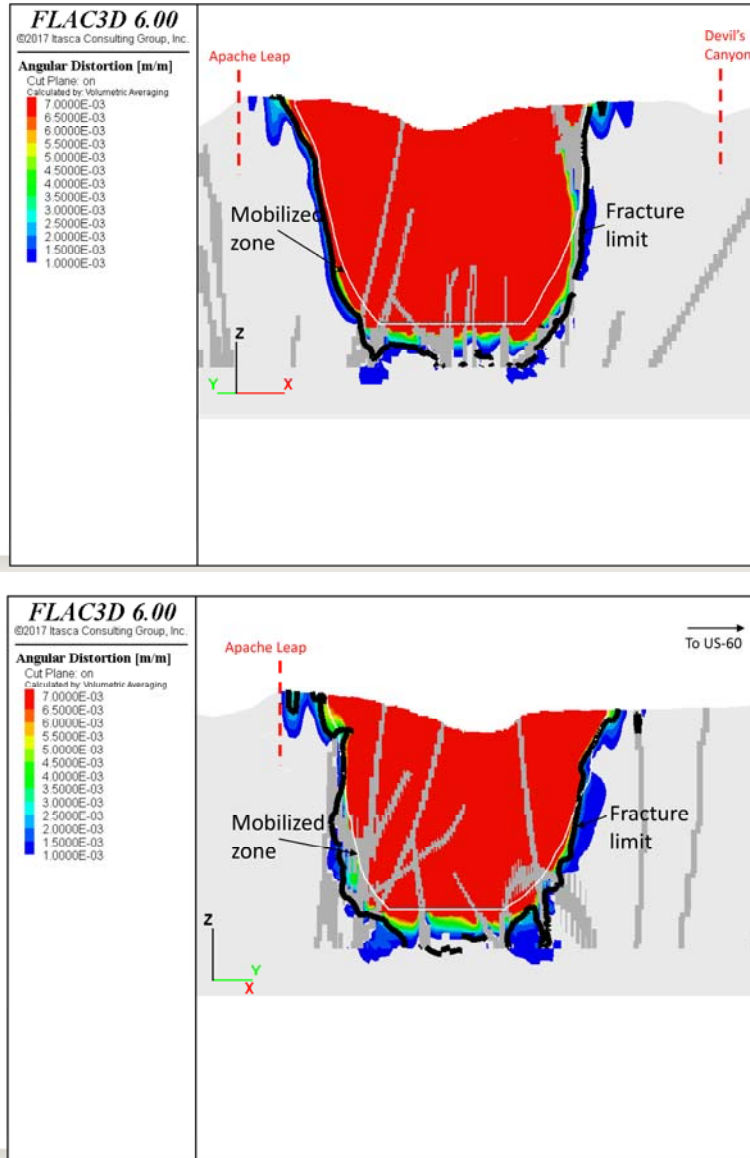 FLAC3D 6.00
©2017 Itasca Consulting Group, Inc.
Angular Distortion [m/m]
Cut Plane: on
Calculated by: Volumetric Averaging
7.0000E-03
6.5000E-03
6.0000E-03
5.5000E-03
5.0000E-03
4.5000E-03
4.0000E-03
3.5000E-03
3.0000E-03
2.5000E-03
2.0000E-03
1.5000E-03
1.0000E-03
Apache Leap
Devil's
Canyon
Mobilized
zone
Fracture
limit
Z
Y
X
FLAC3D 6.00
©2017 Itasca Consulting Group, Inc.
Angular Distortion [m/m]
Cut Plane: on
Calculated by: Volumetric Averaging
7.0000E-03
6.5000E-03
6.0000E-03
5.5000E-03
5.0000E-03
4.5000E-03
4.0000E-03
3.5000E-03
3.0000E-03
2.5000E-03
2.0000E-03
1.5000E-03
1.0000E-03
Apache Leap
To US-60
Mobilized
zone
Fracture
limit
Z
Y
X